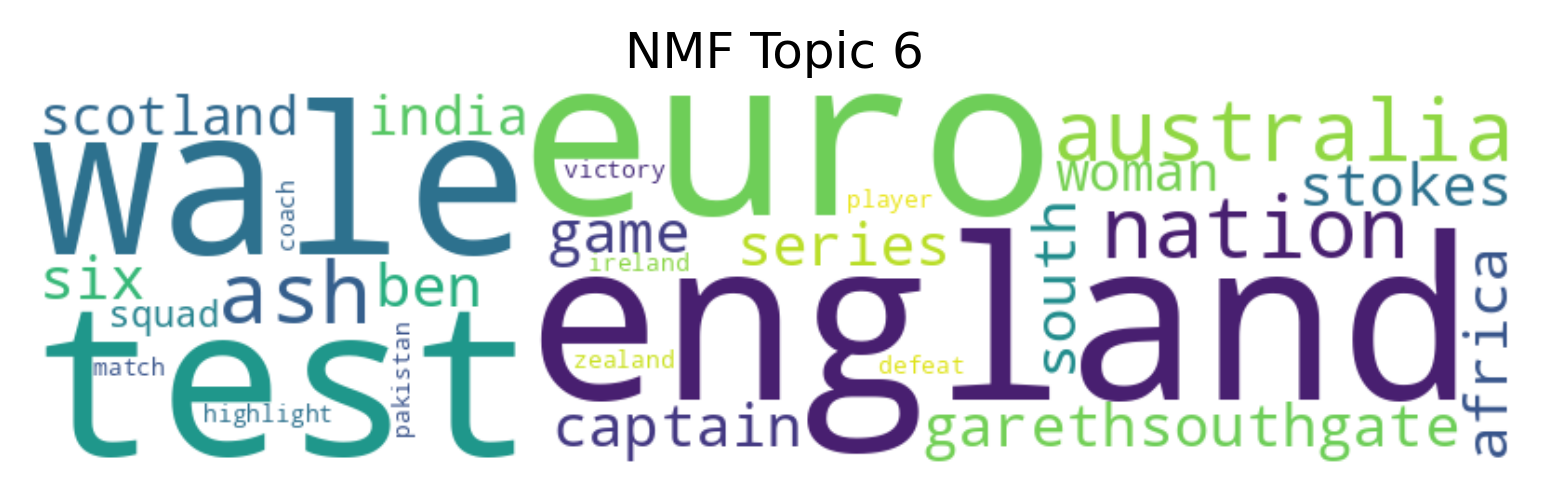 NMF Topic 6
scotland
wale
india
coach
euro
victory
player
australia
woman
stokes
game
ireland
series
nation
south
africa
six
squad
ash
ben
test
match
highlight
pakistan
england
zealand
defeat
captain
garethsouthgate